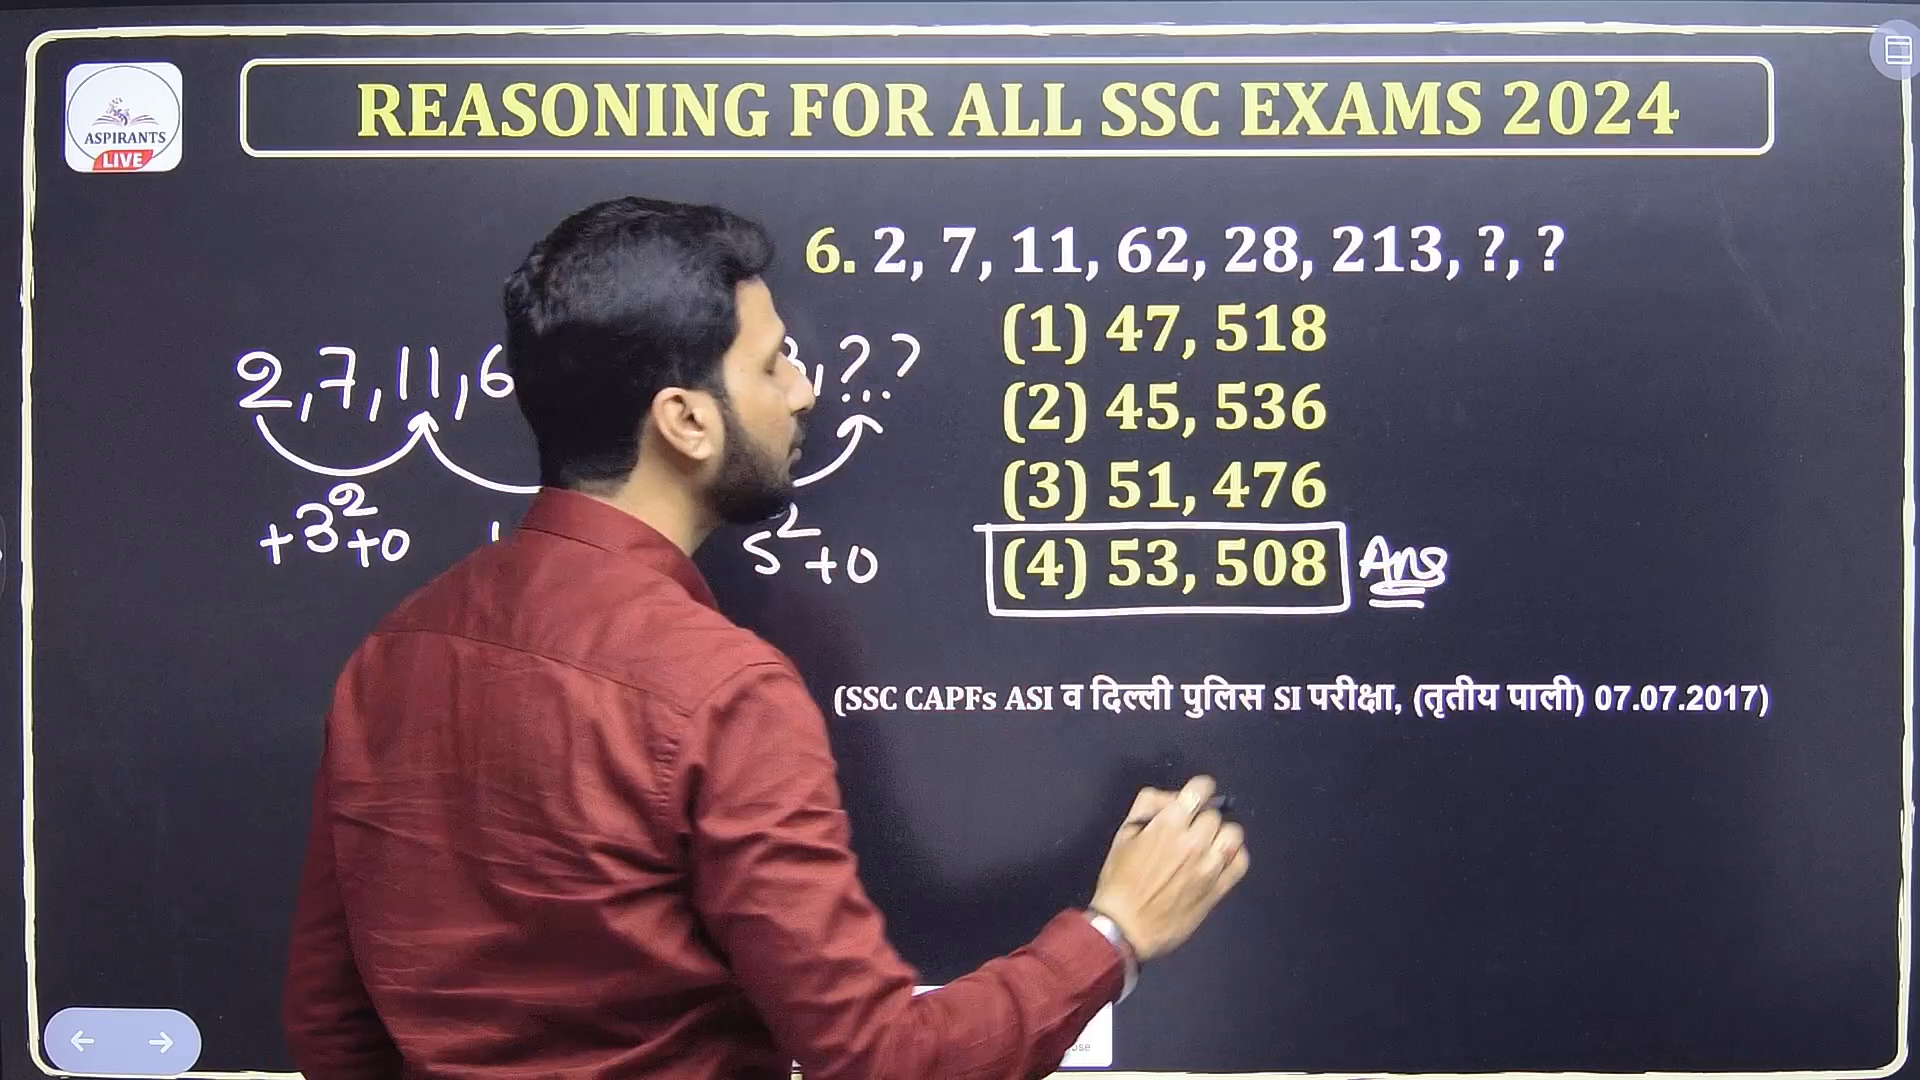 ASPIRANTS
LIVE
REASONING FOR ALL SSC EXAMS 2024
6. 2, 7, 11, 62, 28, 213, ?, ?
(1) 47, 518
(2) 45, 536
(3) 51, 476
(4) 53, 508 Ans
2, 7, 11, 6
, ? ?
+3²+0
5²+0
(SSC CAPFs ASI व दिल्ली पुलिस SI परीक्षा, (तृतीय पाली) 07.07.2017)